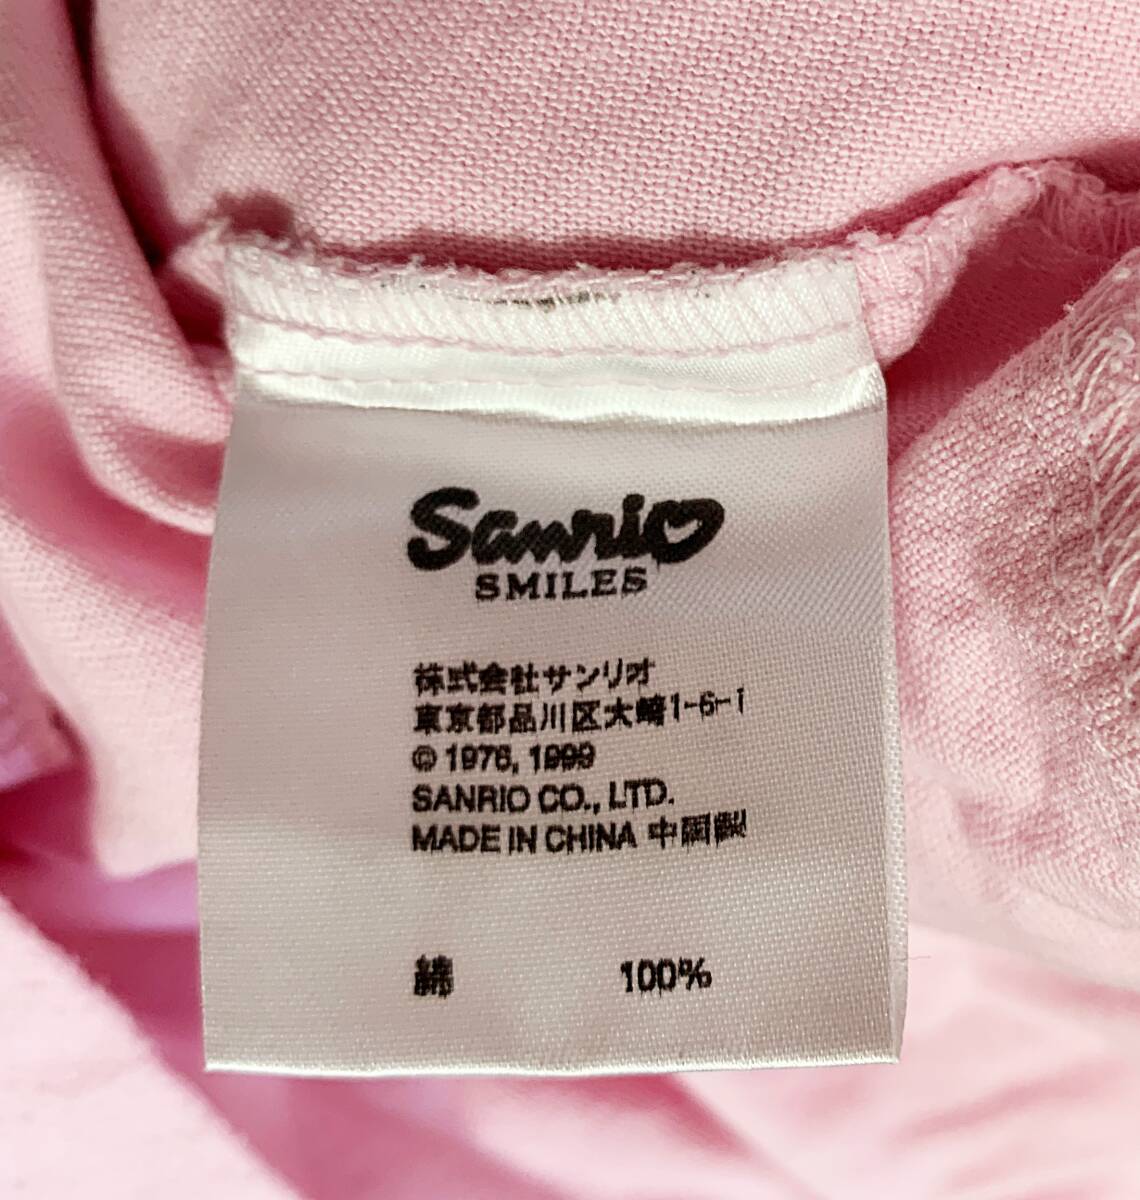 Sanrio
SMILES
株式会社サンリオ
東京都品川区大崎1-6-1
© 1976, 1999
SANRIO CO., LTD.
MADE IN CHINA 中国製
綿 100%